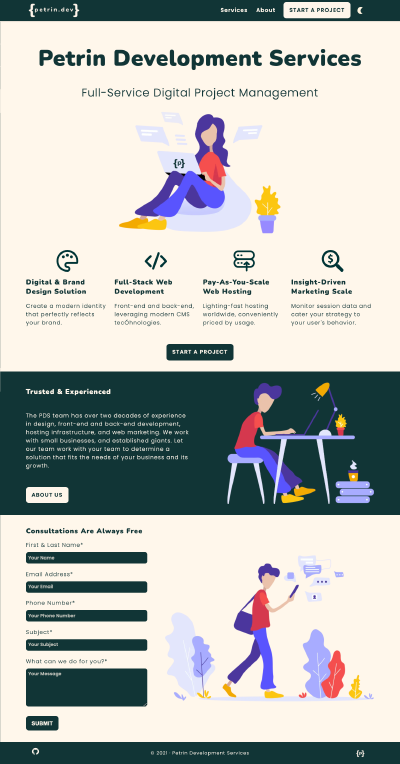 {petrin.dev}
Services About START A PROJECT
Petrin Development Services
Full-Service Digital Project Management
{P}
Digital & Brand
Design Solution
Create a modern identity
that perfectly reflects
your brand.
Full-Stack Web
Development
Front-end and back-end,
leveraging modern CMS
tecÓhnologies.
Pay-As-You-Scale
Web Hosting
Lighting-fast hosting
worldwide, conveniently
priced by usage.
Insight-Driven
Marketing Scale
Monitor session data and
cater your strategy to
your user's behavior.
START A PROJECT
Trusted & Experienced
The PDS team has over two decades of experience
in design, front-end and back-end development,
hosting infrastructure, and web marketing. We work
with small businesses, and established giants. Let
our team work with your team to determine a
solution that fits the needs of your business and its
growth.
ABOUT US
Consultations Are Always Free
First & Last Name*
Your Name
Email Address*
Your Email
Phone Number*
Your Phone Number
Subject*
Your Subject
What can we do for you?*
Your Message
SUBMIT
© 2021 · Petrin Development Services
{P}